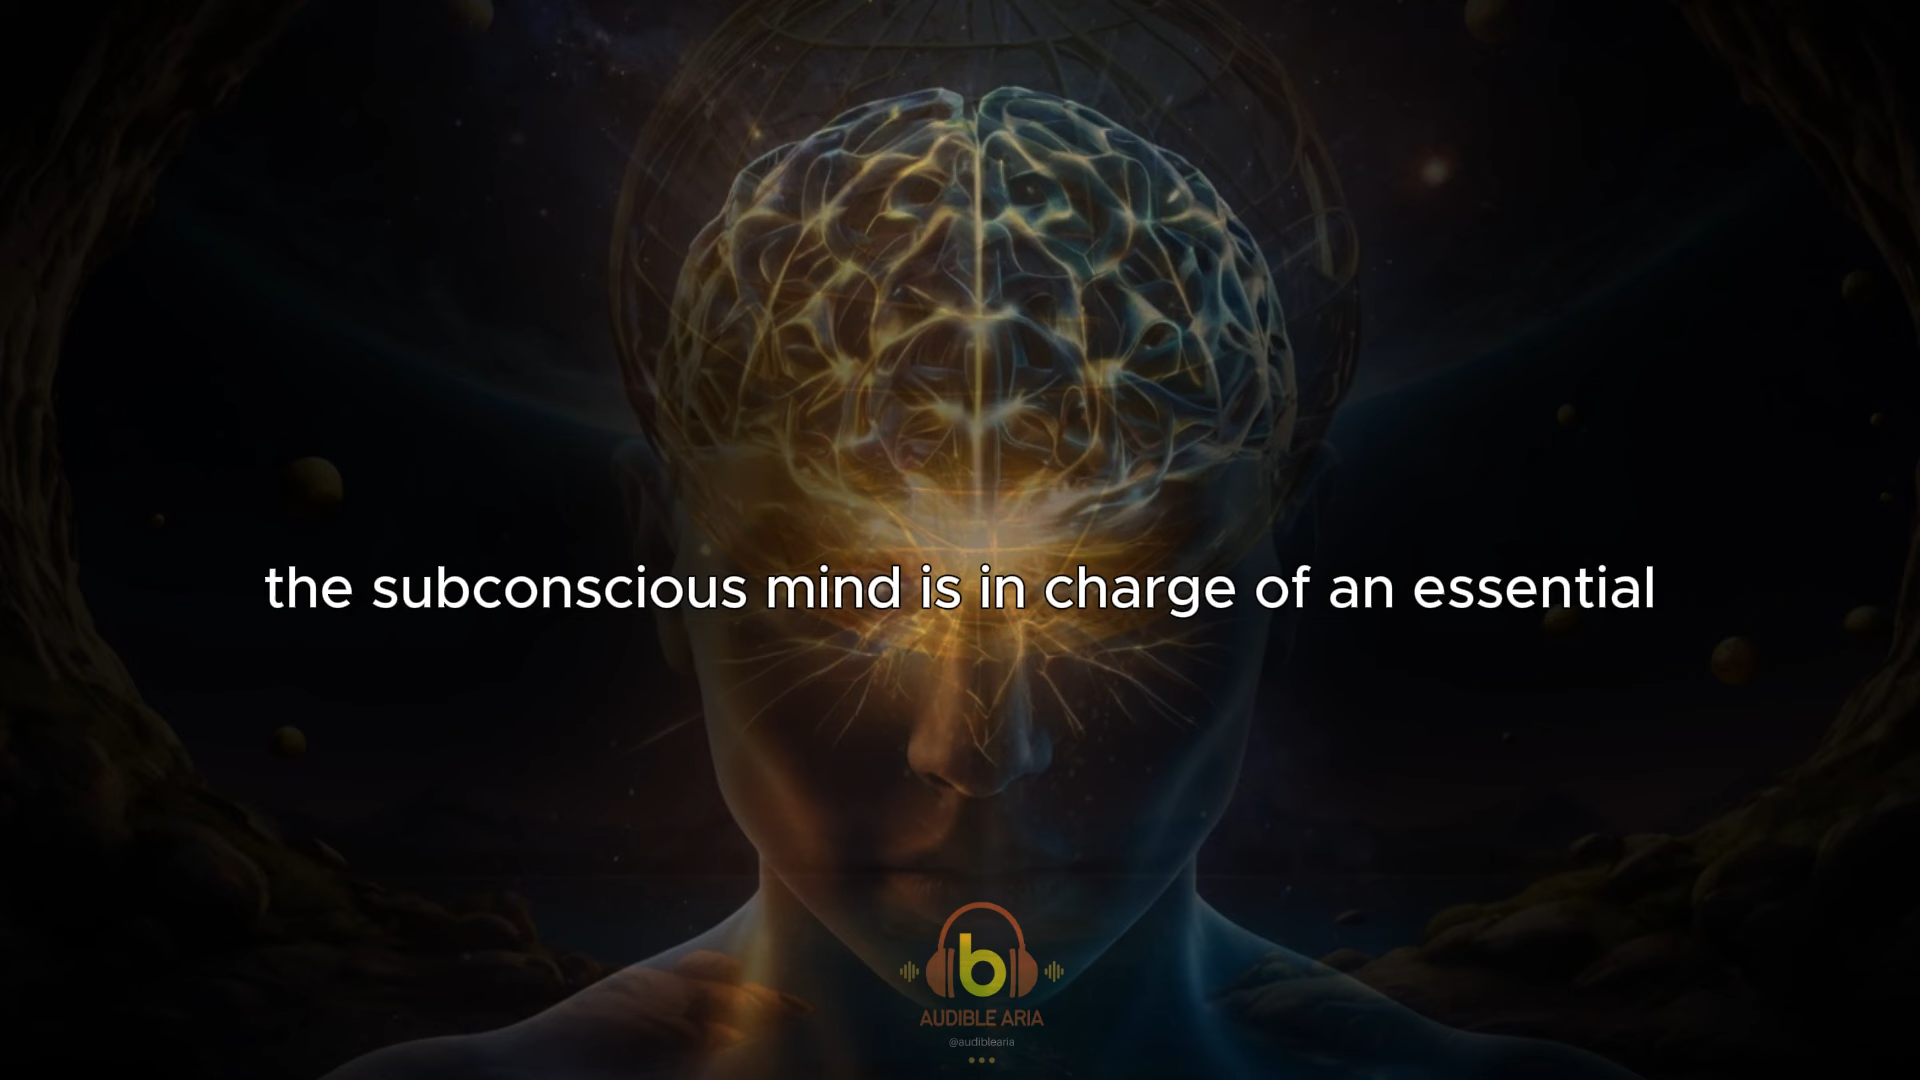 the subconscious mind is in charge of an essential
b
AUDIBLE ARIA
@audiblearia